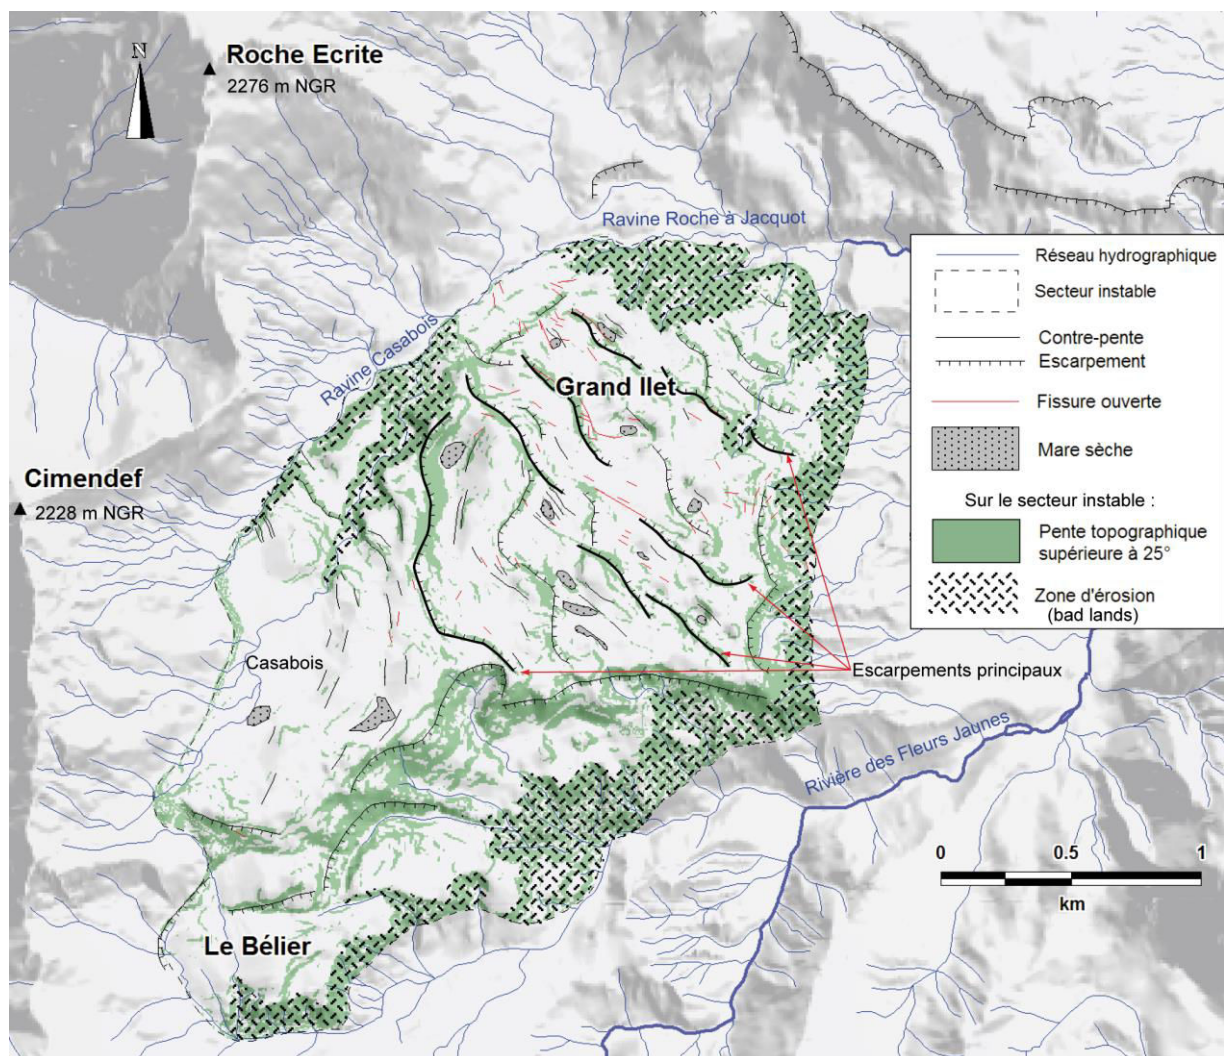 N
Roche Ecrite
2276 m NGR
Ravine Roche à Jacquot
Réseau hydrographique
Secteur instable
Contre-pente
Escarpement
Fissure ouverte
Mare sèche
Sur le secteur instable :
Pente topographique
supérieure à 25°
Zone d'érosion
(bad lands)
Ravine Casabois
Grand Ilet
Cimendef
2228 m NGR
Casabois
Escarpements principaux
Rivière des Fleurs Jaunes
Le Bélier
0 0.5 1
km